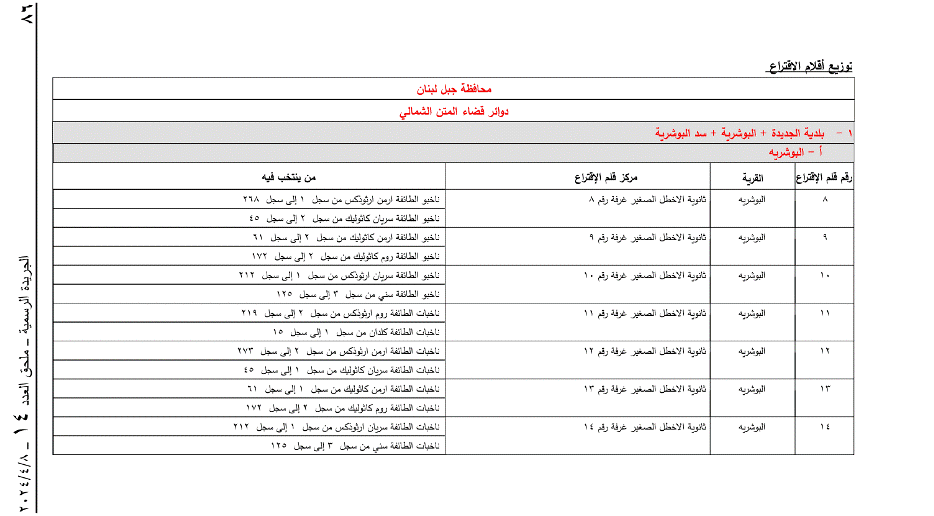 ٨٦
الجريدة الرسمية – ملحق العدد ١٤ – ٢٠٢٤/٤/٨
توزيع أقلام الإقتراع
محافظة جبل لبنان
دوائر قضاء المتن الشمالي
١ - بلدية الجديدة + البوشرية + سد البوشرية
أ - البوشريه
رقم قلم الإقتراع القرية مركز قلم الإقتراع من ينتخب فيه
٨ البوشريه ثانوية الاخطل الصغير غرفة رقم ٨ ناخبو الطائفة ارمن ارثوذكس من سجل ١ إلى سجل ٢٦٨
ناخبو الطائفة سريان كاثوليك من سجل ٢ إلى سجل ٤٥
٩ البوشريه ثانوية الاخطل الصغير غرفة رقم ٩ ناخبو الطائفة ارمن كاثوليك من سجل ٢ إلى سجل ٦١
ناخبو الطائفة روم كاثوليك من سجل ٢ إلى سجل ١٧٢
١٠ البوشريه ثانوية الاخطل الصغير غرفة رقم ١٠ ناخبو الطائفة سريان ارثوذكس من سجل ١ إلى سجل ٢١٢
ناخبو الطائفة سني من سجل ٣ إلى سجل ١٢٥
١١ البوشريه ثانوية الاخطل الصغير غرفة رقم ١١ ناخبات الطائفة روم ارثوذكس من سجل ٢ إلى سجل ٢١٩
ناخبات الطائفة كلدان من سجل ١ إلى سجل ١٥
١٢ البوشريه ثانوية الاخطل الصغير غرفة رقم ١٢ ناخبات الطائفة ارمن ارثوذكس من سجل ٢ إلى سجل ٢٧٣
ناخبات الطائفة سريان كاثوليك من سجل ١ إلى سجل ٤٥
١٣ البوشريه ثانوية الاخطل الصغير غرفة رقم ١٣ ناخبات الطائفة ارمن كاثوليك من سجل ١ إلى سجل ٦١
ناخبات الطائفة روم كاثوليك من سجل ٢ إلى سجل ١٧٢
١٤ البوشريه ثانوية الاخطل الصغير غرفة رقم ١٤ ناخبات الطائفة سريان ارثوذكس من سجل ١ إلى سجل ٢١٢
ناخبات الطائفة سني من سجل ٣ إلى سجل ١٢٥